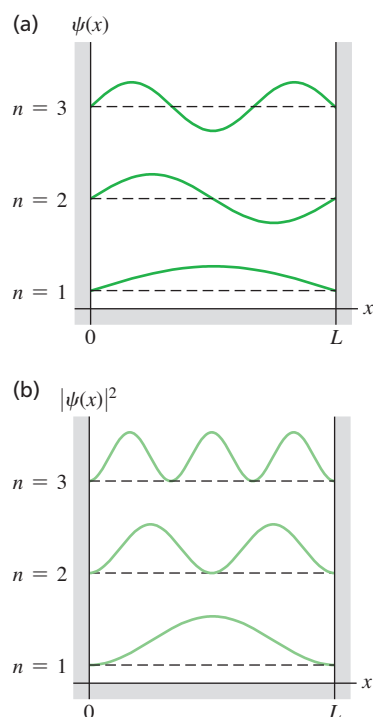 (a) ψ(x)
n = 3
n = 2
n = 1
x
0 L
(b)
|ψ(x)|²
n = 3
n = 2
n = 1
x
0 L